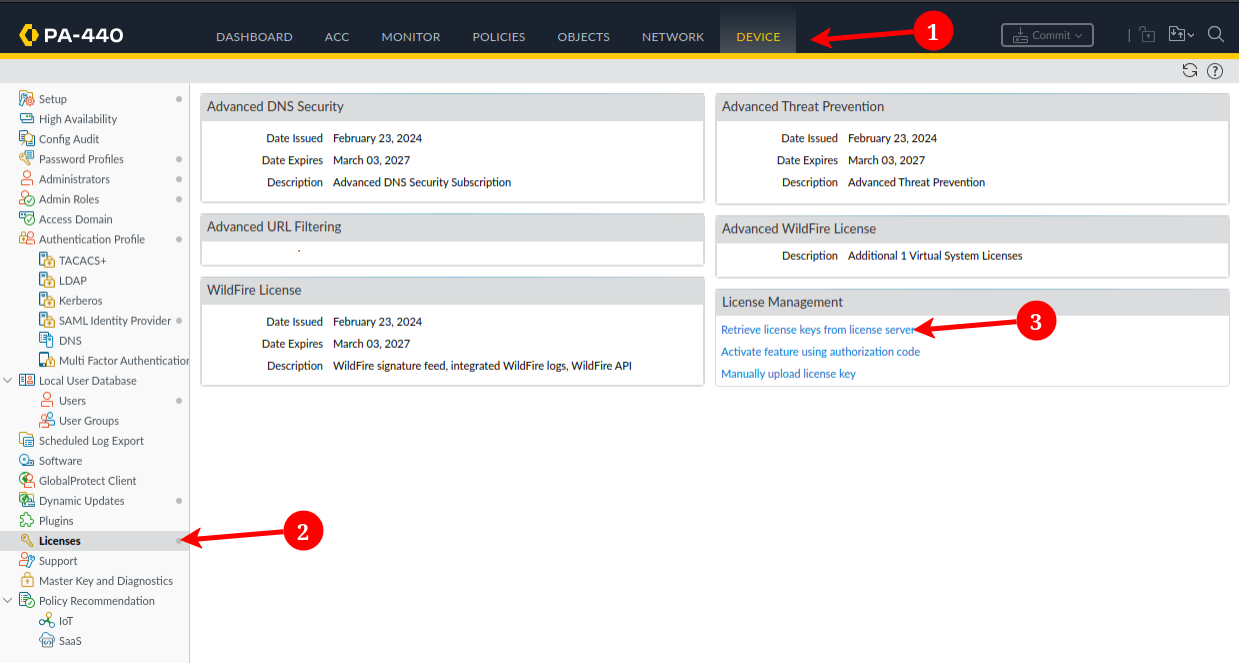 PA-440
DASHBOARD ACC MONITOR POLICIES OBJECTS NETWORK DEVICE 1 Commit
Setup
High Availability
Config Audit
Password Profiles
Administrators
Admin Roles
Access Domain
Authentication Profile
TACACS+
LDAP
Kerberos
SAML Identity Provider
DNS
Multi Factor Authentication
Local User Database
Users
User Groups
Scheduled Log Export
Software
GlobalProtect Client
Dynamic Updates
Plugins
Licenses
2
Support
Master Key and Diagnostics
Policy Recommendation
IoT
SaaS
Advanced DNS Security
Date Issued February 23, 2024
Date Expires March 03, 2027
Description Advanced DNS Security Subscription
Advanced URL Filtering
WildFire License
Date Issued February 23, 2024
Date Expires March 03, 2027
Description WildFire signature feed, integrated WildFire logs, WildFire API
Advanced Threat Prevention
Date Issued February 23, 2024
Date Expires March 03, 2027
Description Advanced Threat Prevention
Advanced WildFire License
Description Additional 1 Virtual System Licenses
License Management
Retrieve license keys from license server
3
Activate feature using authorization code
Manually upload license key